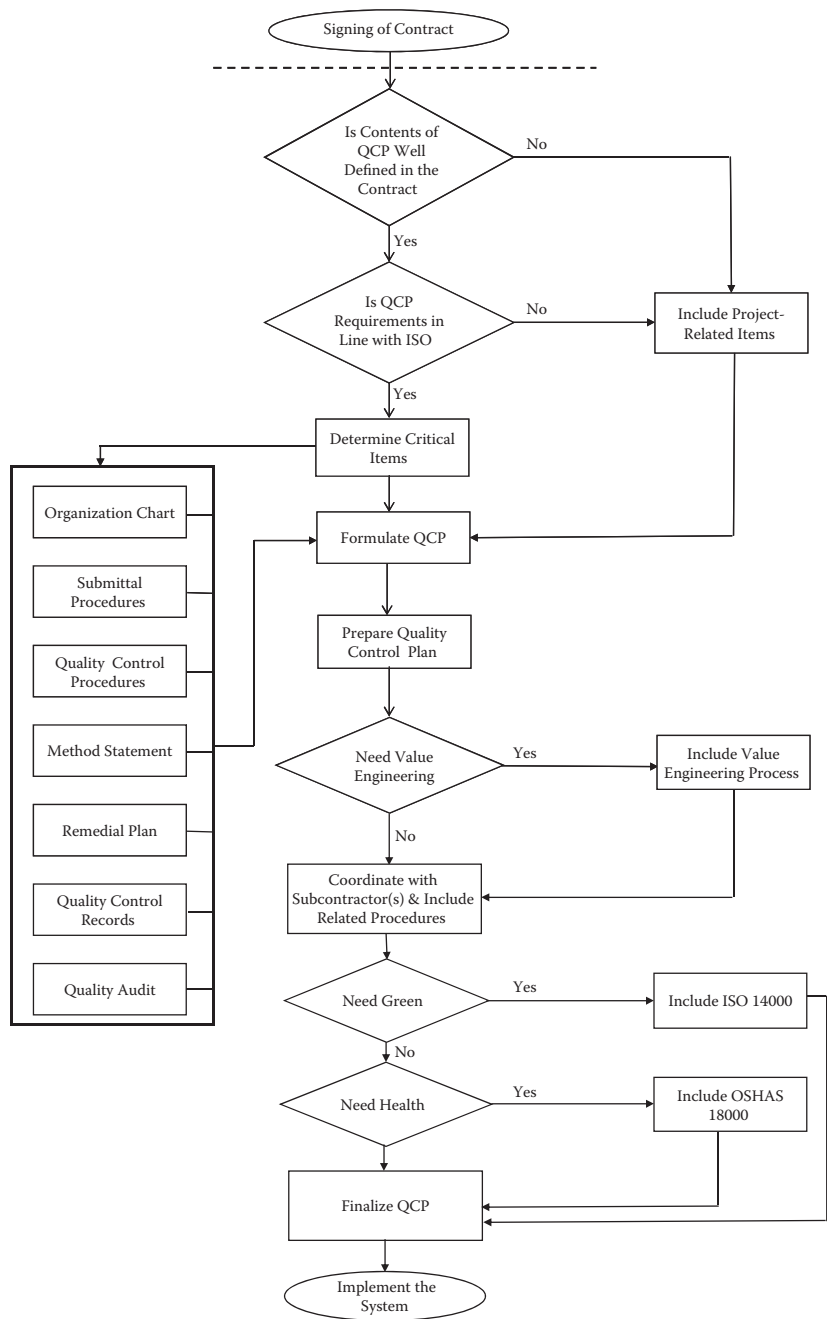 Signing of Contract
Is Contents of
QCP Well
Defined in the
Contract
No
Yes
Is QCP
Requirements in
Line with ISO
No
Include Project-
Related Items
Yes
Determine Critical
Items
Organization Chart
Formulate QCP
Submittal
Procedures
Prepare Quality
Control Plan
Quality Control
Procedures
Method Statement
Need Value
Engineering
Yes
Include Value
Engineering Process
Remedial Plan
No
Coordinate with
Subcontractor(s) & Include
Related Procedures
Quality Control
Records
Quality Audit
Need Green
Yes
Include ISO 14000
No
Need Health
Yes
Include OSHAS
18000
Finalize QCP
Implement the
System